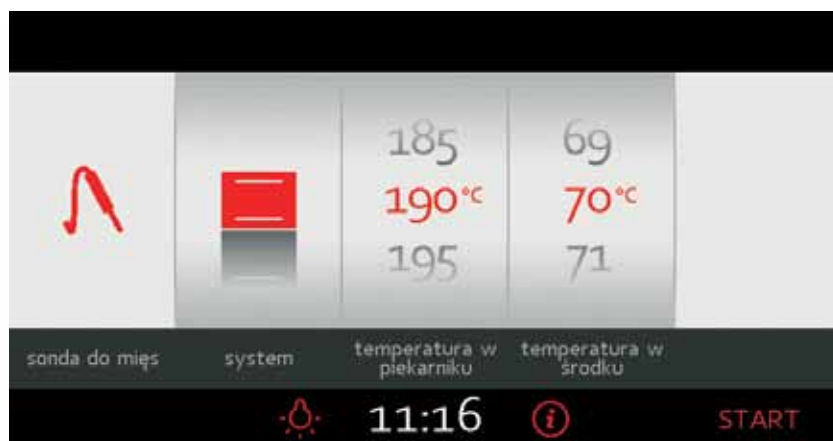 185 69
190°C 70°C
195 71
sonda do mięs system temperatura w piekarniku temperatura w środku
11:16 i START